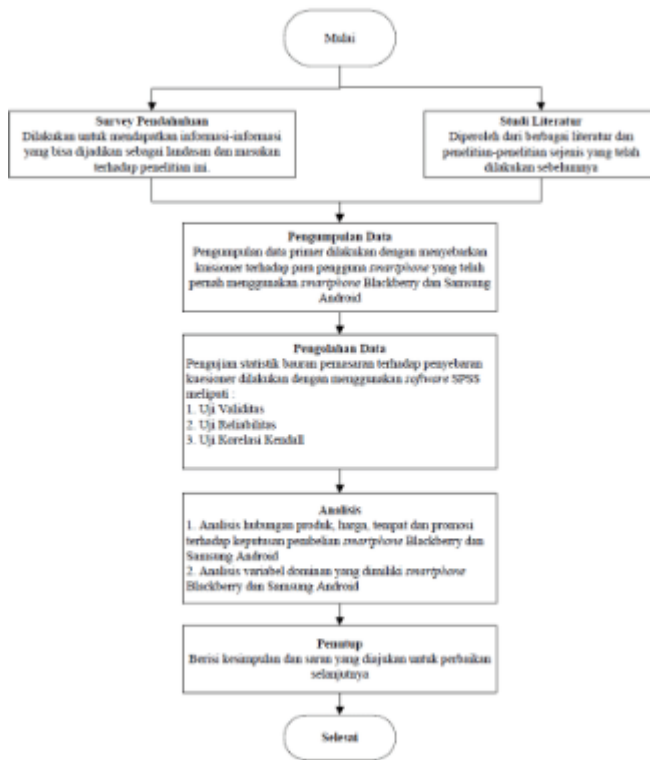 Mulai
Survey Pendahuluan
Dilakukan untuk mendapatkan informasi-informasi
yang bisa dijadikan sebagai landasan dan masukan
terhadap penelitian ini.
Studi Literatur
Diperoleh dari berbagai literatur dan
penelitian-penelitian sejenis yang telah
dilakukan sebelumnya
Pengumpulan Data
Pengumpulan data primer dilakukan dengan menyebarkan
kuesioner terhadap para pengguna smartphone yang telah
pernah menggunakan smartphone Blackberry dan Samsung
Android
Pengolahan Data
Pengujian statistik bauran pemasaran terhadap penyebaran
kuesioner dilakukan dengan menggunakan software SPSS
meliputi :
1. Uji Validitas
2. Uji Reliabilitas
3. Uji Korelasi Kendall
Analisis
1. Analisis hubungan produk, harga, tempat dan promosi
terhadap keputusan pembelian smartphone Blackberry dan
Samsung Android
2. Analisis variabel dominan yang dimiliki smartphone
Blackberry dan Samsung Android
Penutup
Berisi kesimpulan dan saran yang diajukan untuk perbaikan
selanjutnya
Selesai